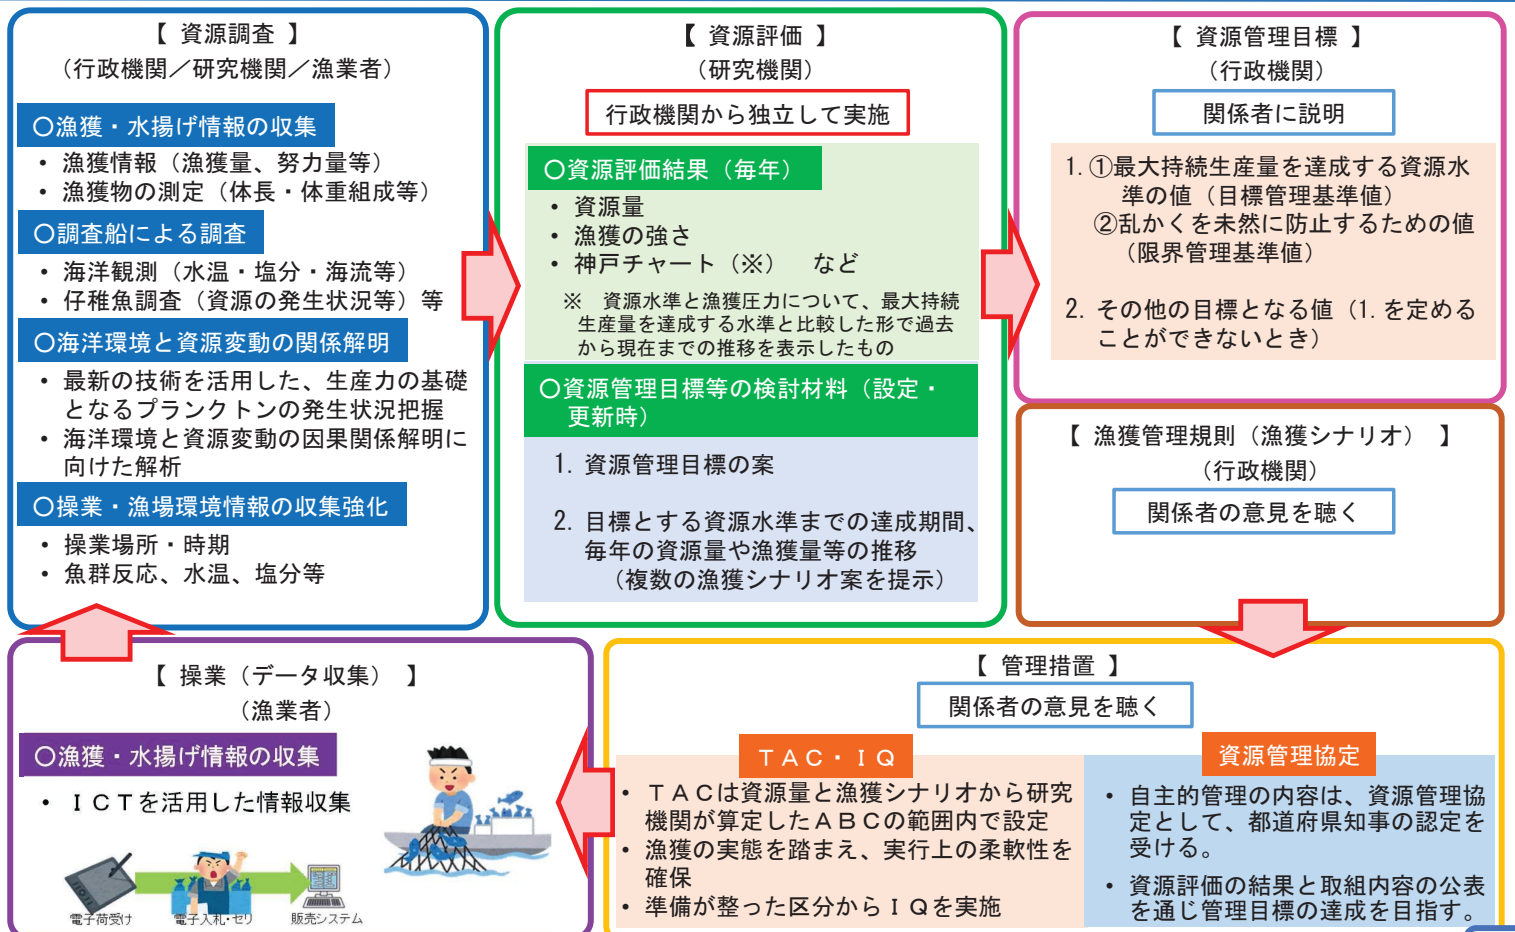 【 資源調査 】
（行政機関／研究機関／漁業者）
〇漁獲・水揚げ情報の収集
・ 漁獲情報（漁獲量、努力量等）
・ 漁獲物の測定（体長・体重組成等）
〇調査船による調査
・ 海洋観測（水温・塩分・海流等）
・ 仔稚魚調査（資源の発生状況等）等
〇海洋環境と資源変動の関係解明
・ 最新の技術を活用した、生産力の基礎
となるプランクトンの発生状況把握
・ 海洋環境と資源変動の因果関係解明に
向けた解析
〇操業・漁場環境情報の収集強化
・ 操業場所・時期
・ 魚群反応、水温、塩分等
【 資源評価 】
（研究機関）
行政機関から独立して実施
〇資源評価結果（毎年）
・ 資源量
・ 漁獲の強さ
・ 神戸チャート（※） など
※ 資源水準と漁獲圧力について、最大持続
生産量を達成する水準と比較した形で過去
から現在までの推移を表示したもの
〇資源管理目標等の検討材料（設定・
更新時）
1. 資源管理目標の案
2. 目標とする資源水準までの達成期間、
毎年の資源量や漁獲量等の推移
（複数の漁獲シナリオ案を提示）
【 資源管理目標 】
（行政機関）
関係者に説明
1. ①最大持続生産量を達成する資源水
準の値（目標管理基準値）
②乱かくを未然に防止するための値
（限界管理基準値）
2. その他の目標となる値（1. を定める
ことができないとき）
【 漁獲管理規則（漁獲シナリオ） 】
（行政機関）
関係者の意見を聴く
【 管理措置 】
関係者の意見を聴く
ＴＡＣ・ＩＱ
・ ＴＡＣは資源量と漁獲シナリオから研究
機関が算定したＡＢＣの範囲内で設定
・ 漁獲の実態を踏まえ、実行上の柔軟性を
確保
・ 準備が整った区分からＩＱを実施
資源管理協定
・ 自主的管理の内容は、資源管理協
定として、都道府県知事の認定を
受ける。
・ 資源評価の結果と取組内容の公表
を通じ管理目標の達成を目指す。
【 操業（データ収集） 】
（漁業者）
〇漁獲・水揚げ情報の収集
・ ＩＣＴを活用した情報収集
電子荷受け
電子入札・セリ
販売システム